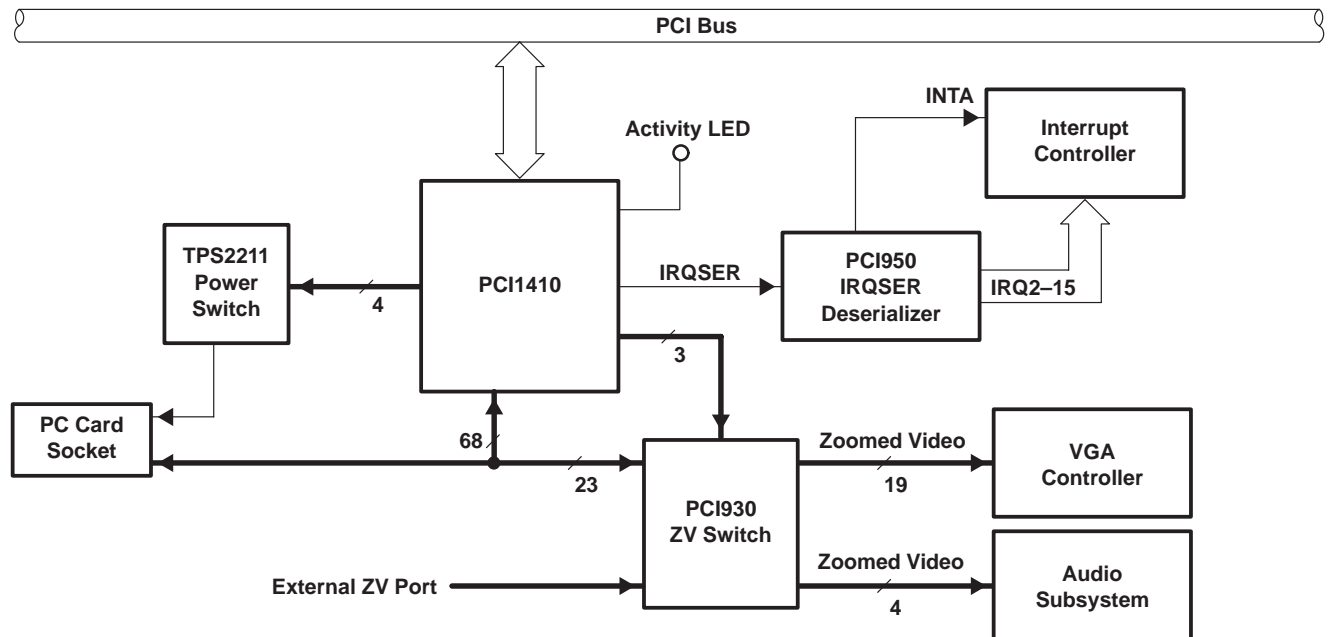 PCI Bus
INTA
Activity LED
Interrupt
Controller
TPS2211
Power
Switch
4
PCI1410
IRQSER
PCI950
IRQSER
Deserializer
IRQ2–15
3
PC Card
Socket
68
23
PCI930
ZV Switch
Zoomed Video
19
VGA
Controller
External ZV Port
Zoomed Video
4
Audio
Subsystem